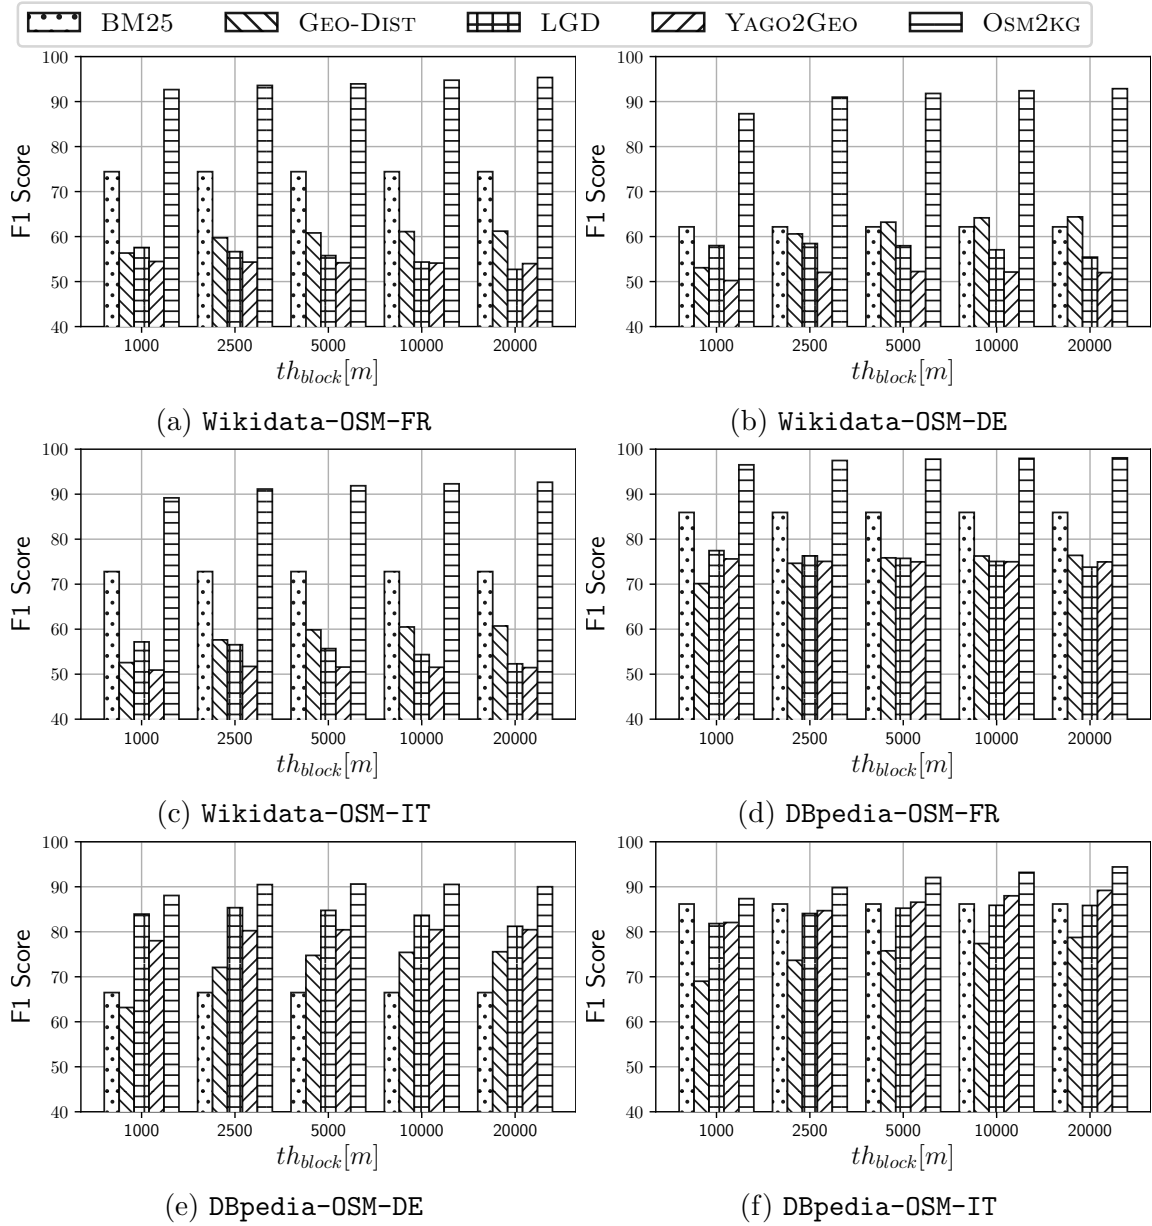 BM25 GEO-DIST LGD YAGO2GEO OSM2KG
100
90
80
70
60
50
40
F1 Score
1000 2500 5000 10000 20000
th_block[m]
(a) Wikidata-OSM-FR
100
90
80
70
60
50
40
F1 Score
1000 2500 5000 10000 20000
th_block[m]
(b) Wikidata-OSM-DE
100
90
80
70
60
50
40
F1 Score
1000 2500 5000 10000 20000
th_block[m]
(c) Wikidata-OSM-IT
100
90
80
70
60
50
40
F1 Score
1000 2500 5000 10000 20000
th_block[m]
(d) DBpedia-OSM-FR
100
90
80
70
60
50
40
F1 Score
1000 2500 5000 10000 20000
th_block[m]
(e) DBpedia-OSM-DE
100
90
80
70
60
50
40
F1 Score
1000 2500 5000 10000 20000
th_block[m]
(f) DBpedia-OSM-IT